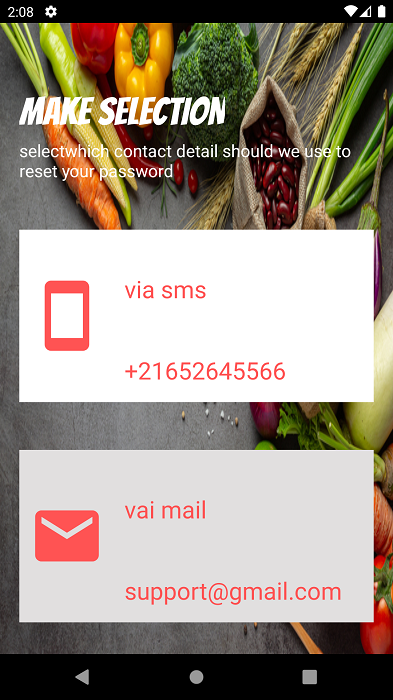 2:08
MAKE SELECTION
selectwhich contact detail should we use to
reset your password
via sms
+21652645566
vai mail
support@gmail.com